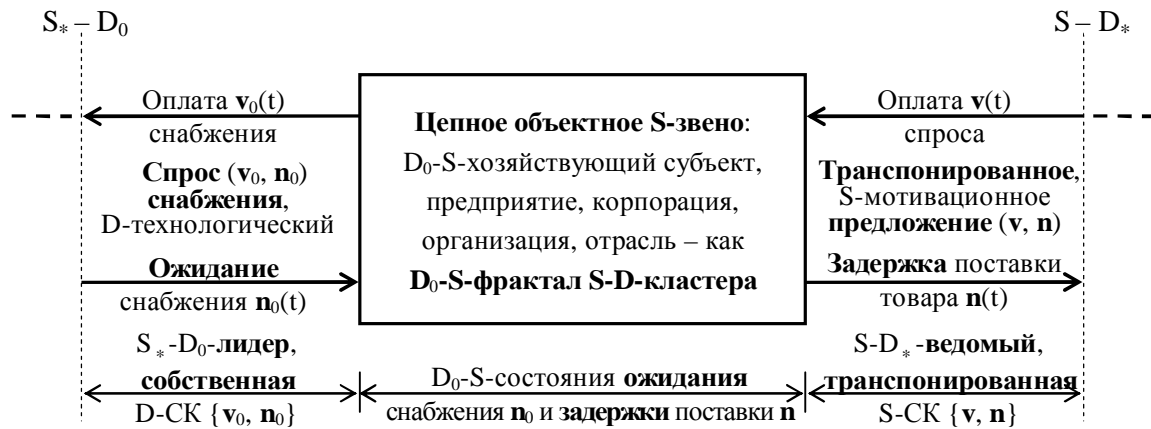 S* – D₀
S – D*
Оплата v₀(t)
снабжения
Спрос (v₀, n₀)
снабжения,
D-технологический
Ожидание
снабжения n₀(t)
S*-D₀-лидер,
собственная
D-СК {v₀, n₀}
Цепное объектное S-звено:
D₀-S-хозяйствующий субъект,
предприятие, корпорация,
организация, отрасль – как
D₀-S-фрактал S-D-кластера
D₀-S-состояния ожидания
снабжения n₀ и задержки поставки n
Оплата v(t)
спроса
Транспонированное,
S-мотивационное
предложение (v, n)
Задержка поставки
товара n(t)
S-D*-ведомый,
транспонированная
S-СК {v, n}